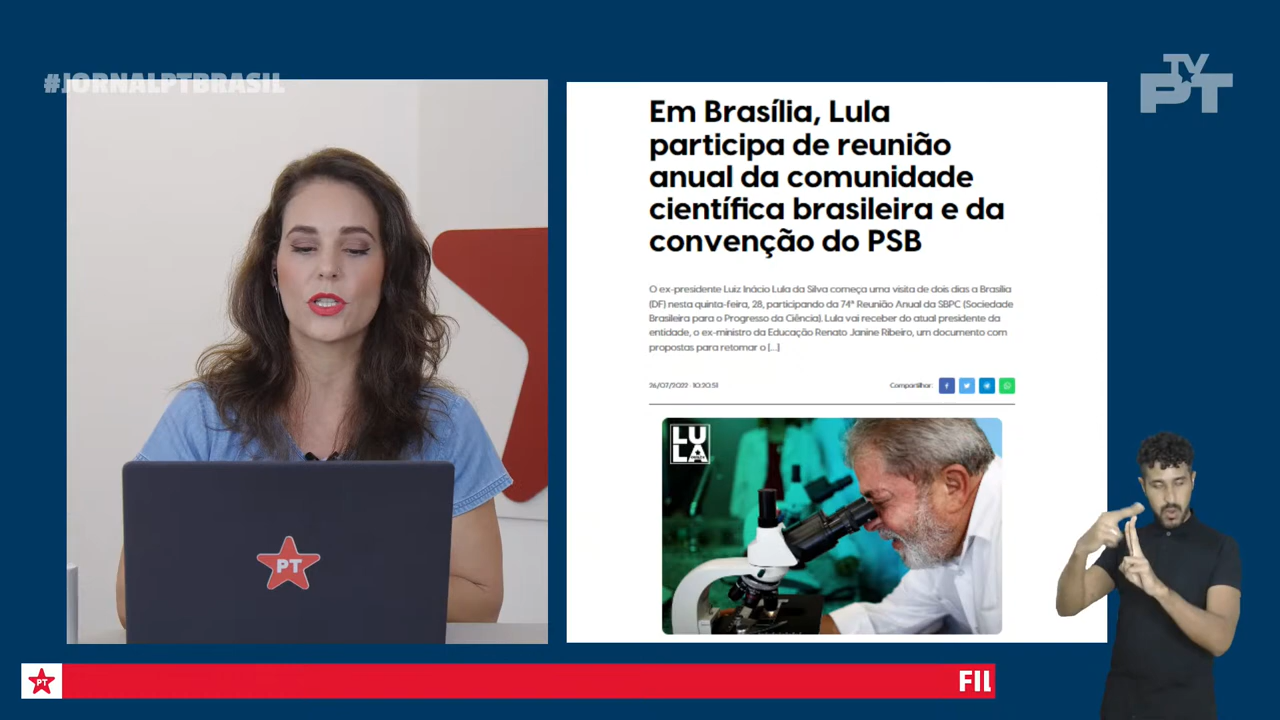 #JORNALPTBRASIL
TV
PT
Em Brasília, Lula
participa de reunião
anual da comunidade
científica brasileira e da
convenção do PSB
O ex-presidente Luiz Inácio Lula da Silva começa uma visita de dois dias a Brasília
(DF) nesta quinta-feira, 28, participando da 74ª Reunião Anual da SBPC (Sociedade
Brasileira para o Progresso da Ciência). Lula vai receber do atual presidente da
entidade, o ex-ministro da Educação Renato Janine Ribeiro, um documento com
propostas para retomar o [...]
26/07/2022 10:20:53
Compartilhar:
LU
LA
PT
PT
FIL